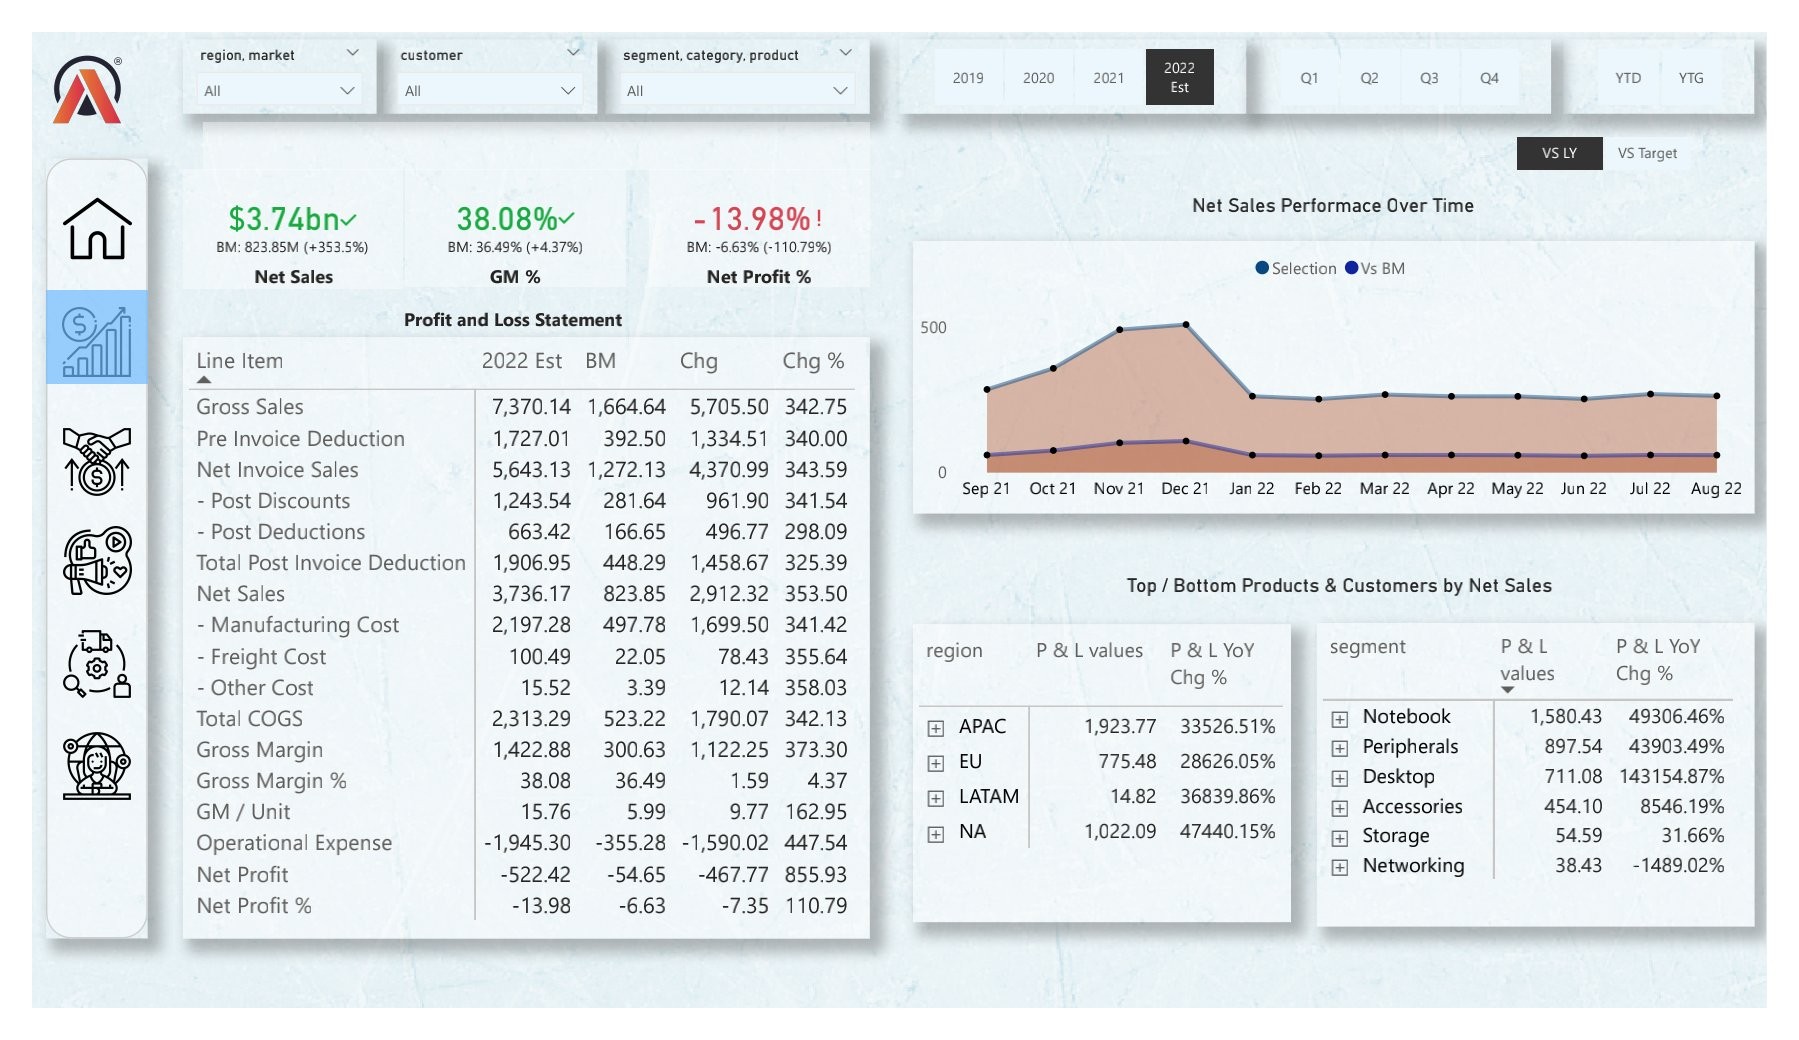 ®
region, market
All
customer
All
segment, category, product
All
2019 2020 2021 2022 Est
Q1 Q2 Q3 Q4
YTD YTG
VS LY VS Target
$3.74bn
BM: 823.85M (+353.5%)
Net Sales
38.08%
BM: 36.49% (+4.37%)
GM %
-13.98% !
BM: -6.63% (-110.79%)
Net Profit %
Profit and Loss Statement
Line Item 2022 Est BM Chg Chg %
Gross Sales 7,370.14 1,664.64 5,705.50 342.75
Pre Invoice Deduction 1,727.01 392.50 1,334.51 340.00
Net Invoice Sales 5,643.13 1,272.13 4,370.99 343.59
- Post Discounts 1,243.54 281.64 961.90 341.54
- Post Deductions 663.42 166.65 496.77 298.09
Total Post Invoice Deduction 1,906.95 448.29 1,458.67 325.39
Net Sales 3,736.17 823.85 2,912.32 353.50
- Manufacturing Cost 2,197.28 497.78 1,699.50 341.42
- Freight Cost 100.49 22.05 78.43 355.64
- Other Cost 15.52 3.39 12.14 358.03
Total COGS 2,313.29 523.22 1,790.07 342.13
Gross Margin 1,422.88 300.63 1,122.25 373.30
Gross Margin % 38.08 36.49 1.59 4.37
GM / Unit 15.76 5.99 9.77 162.95
Operational Expense -1,945.30 -355.28 -1,590.02 447.54
Net Profit -522.42 -54.65 -467.77 855.93
Net Profit % -13.98 -6.63 -7.35 110.79
Net Sales Performace Over Time
Selection Vs BM
500
0
Sep 21 Oct 21 Nov 21 Dec 21 Jan 22 Feb 22 Mar 22 Apr 22 May 22 Jun 22 Jul 22 Aug 22
Top / Bottom Products & Customers by Net Sales
region P & L values P & L YoY
Chg %
APAC 1,923.77 33526.51%
EU 775.48 28626.05%
LATAM 14.82 36839.86%
NA 1,022.09 47440.15%
segment P & L P & L YoY
values Chg %
Notebook 1,580.43 49306.46%
Peripherals 897.54 43903.49%
Desktop 711.08 143154.87%
Accessories 454.10 8546.19%
Storage 54.59 31.66%
Networking 38.43 -1489.02%